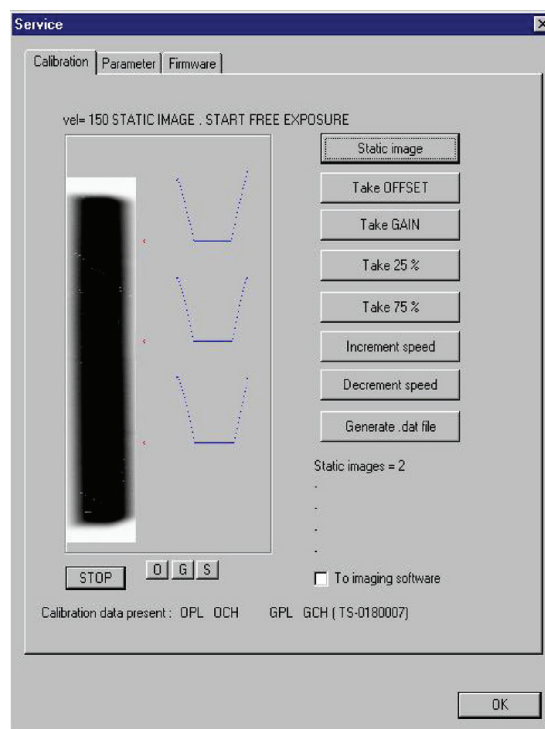 Service
Calibration Parameter Firmware
vel= 150 STATIC IMAGE . START FREE EXPOSURE
Static image
Take OFFSET
Take GAIN
Take 25 %
Take 75 %
Increment speed
Decrement speed
Generate .dat file
Static images = 2
-
-
-
-
STOP O G S
To imaging software
Calibration data present : OPL OCH GPL GCH ( TS-0180007)
OK